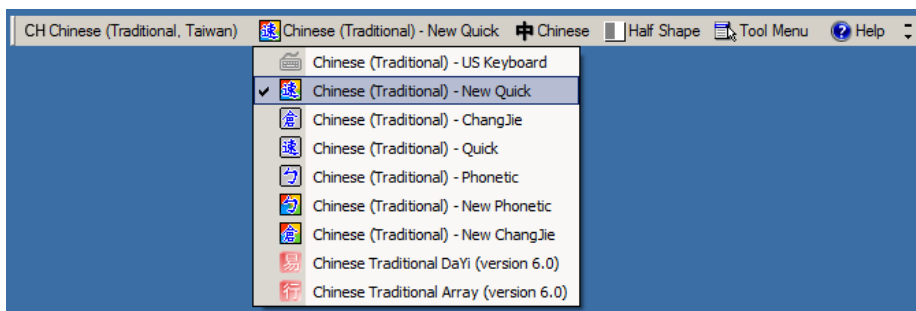 CH Chinese (Traditional, Taiwan) 速 Chinese (Traditional) - New Quick 中 Chinese Half Shape Tool Menu Help
Chinese (Traditional) - US Keyboard
速 Chinese (Traditional) - New Quick
倉 Chinese (Traditional) - ChangJie
速 Chinese (Traditional) - Quick
ㄅ Chinese (Traditional) - Phonetic
ㄅ Chinese (Traditional) - New Phonetic
倉 Chinese (Traditional) - New ChangJie
易 Chinese Traditional DaYi (version 6.0)
行 Chinese Traditional Array (version 6.0)